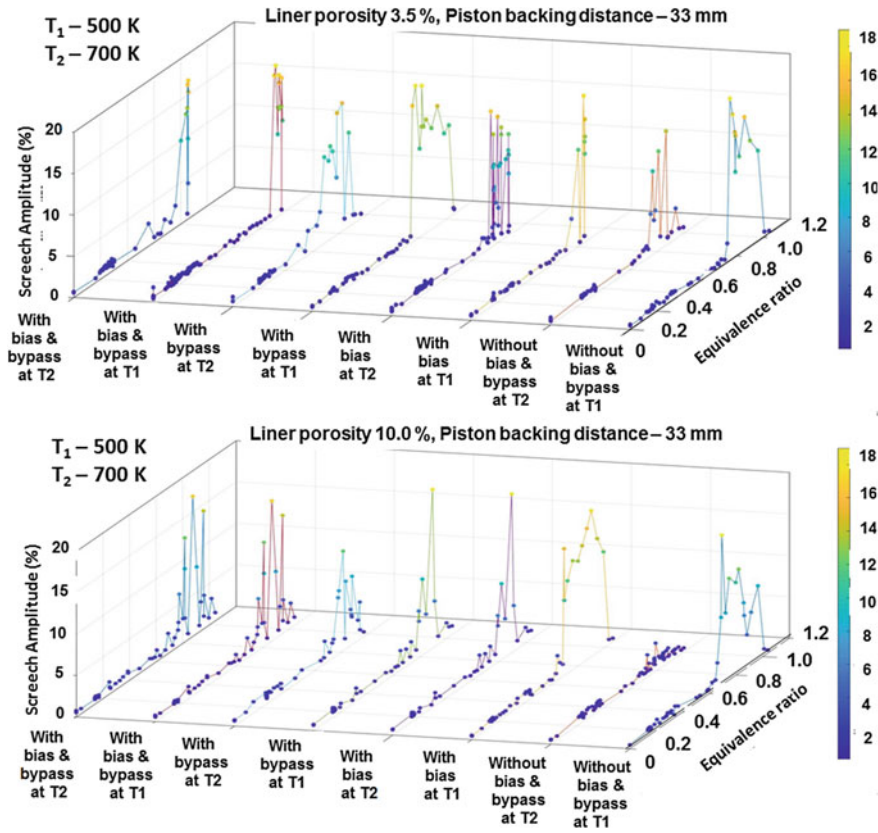 Liner porosity 3.5 %, Piston backing distance – 33 mm
T1 – 500 K
T2 – 700 K
Screech Amplitude (%)
20
15
10
5
0
With
bias &
bypass
at T2
With
bias &
bypass
at T1
With
bypass
at T2
With
bypass
at T1
With
bias
at T2
With
bias
at T1
Without
bias &
bypass
at T2
Without
bias &
bypass
at T1
0
0.2
0.4
0.6
0.8
1.0
1.2
Equivalence ratio
18
16
14
12
10
8
6
4
2
Liner porosity 10.0 %, Piston backing distance – 33 mm
T1 – 500 K
T2 – 700 K
Screech Amplitude (%)
20
15
10
5
0
With
bias &
bypass
at T2
With
bias &
bypass
at T1
With
bypass
at T2
With
bypass
at T1
With
bias
at T2
With
bias
at T1
Without
bias &
bypass
at T2
Without
bias &
bypass
at T1
0
0.2
0.4
0.6
0.8
1.0
1.2
Equivalence ratio
18
16
14
12
10
8
6
4
2